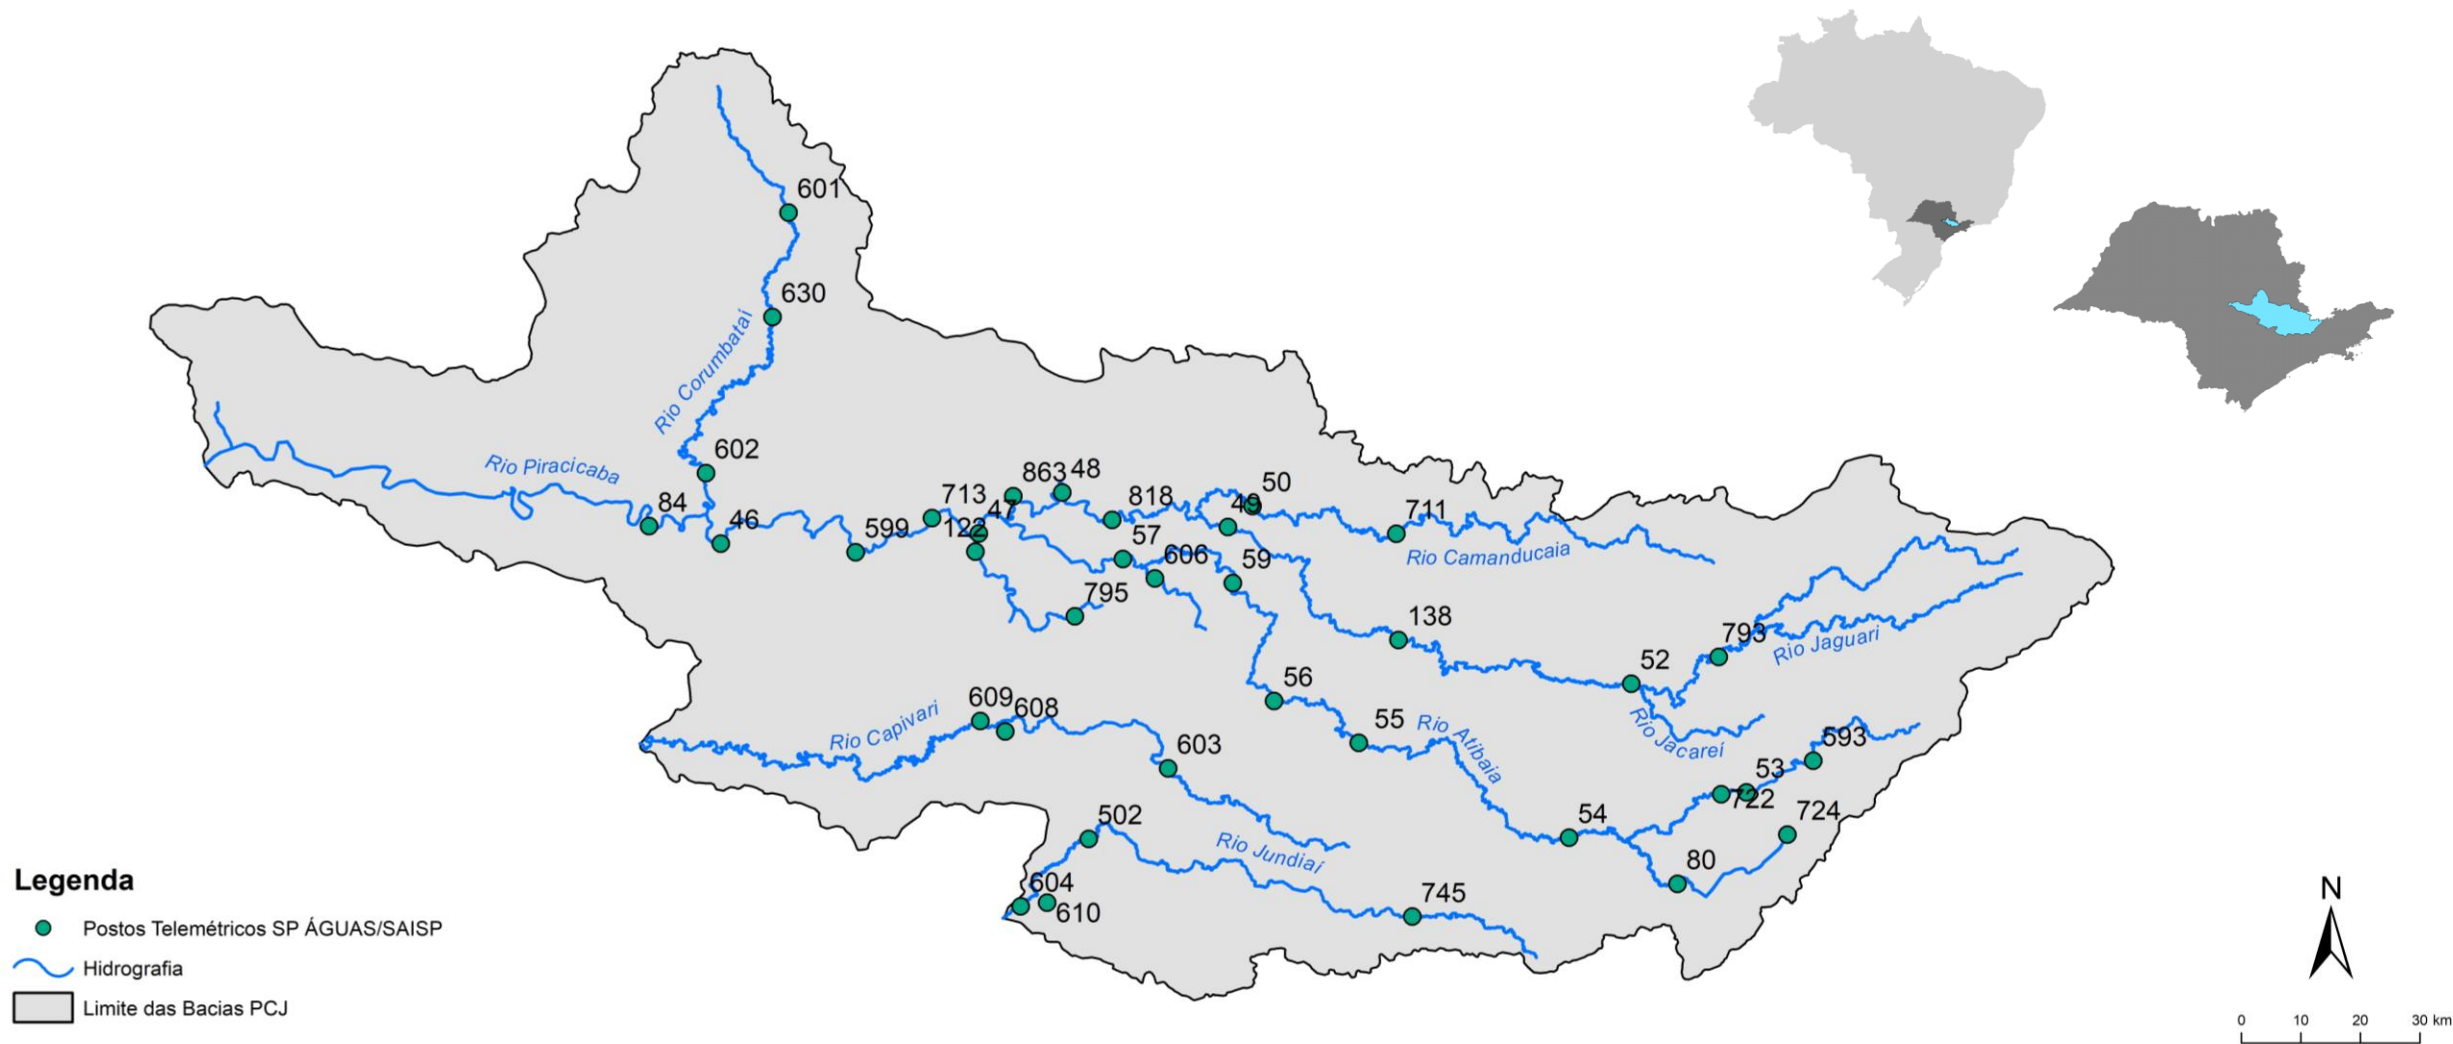 601
630
Rio Corumbataí
602
Rio Piracicaba
84
46
599
713
122
47
863
48
818
57
606
795
49
50
59
711
Rio Camanducaia
138
52
793
Rio Jaguari
Rio Jacareí
56
55
Rio Atibaia
593
53
722
724
54
80
609
608
Rio Capivari
603
502
Rio Jundiaí
604
610
745
Legenda
Postos Telemétricos SP ÁGUAS/SAISP
Hidrografia
Limite das Bacias PCJ
N
0 10 20 30 km